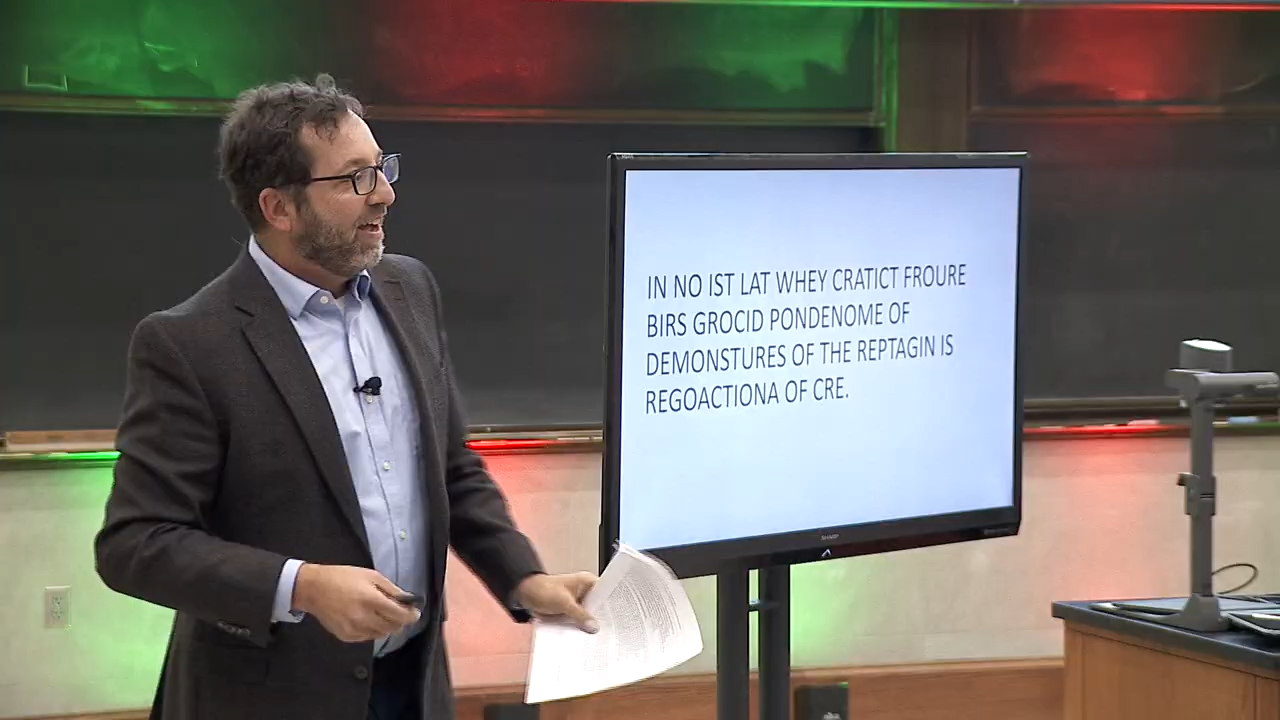 IN NO IST LAT WHEY CRATICT FROURE
BIRS GROCID PONDENOME OF
DEMONSTURES OF THE REPTAGIN IS
REGOACTIONA OF CRE.
SHARP